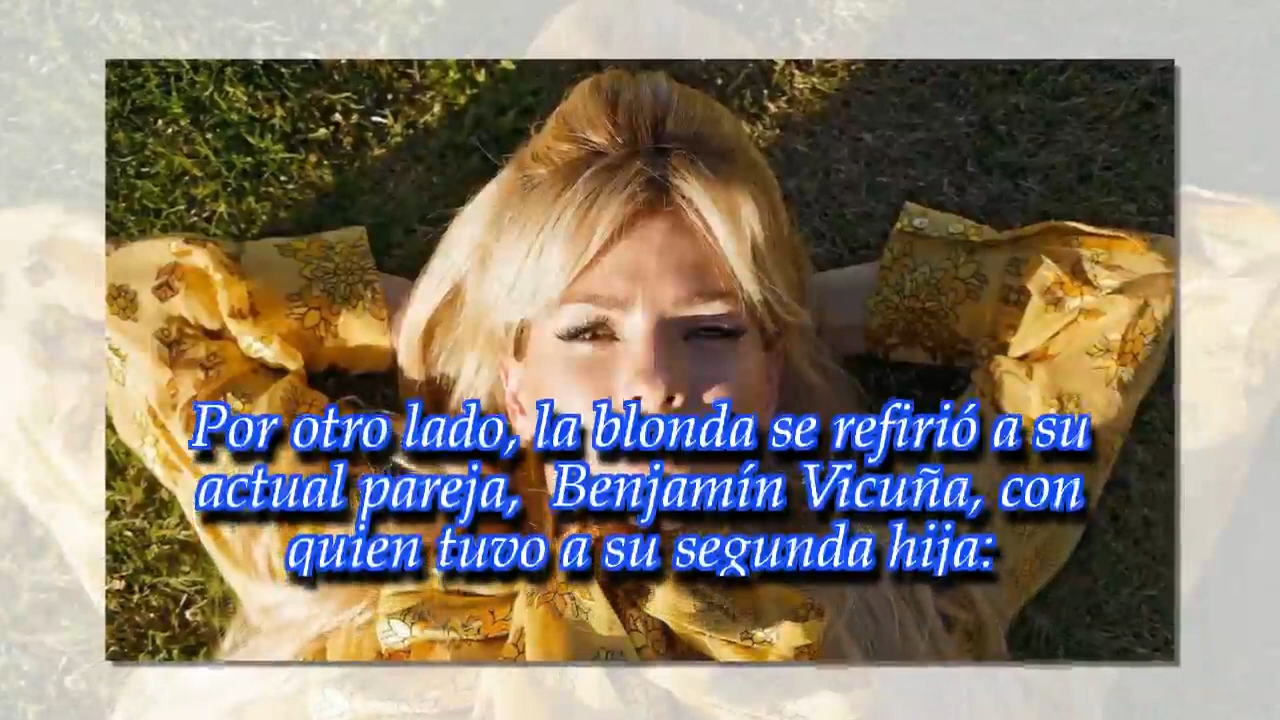 Por otro lado, la blonda se refirió a su
actual pareja,  Benjamín Vicuña, con
quien tuvo a su segunda hija: